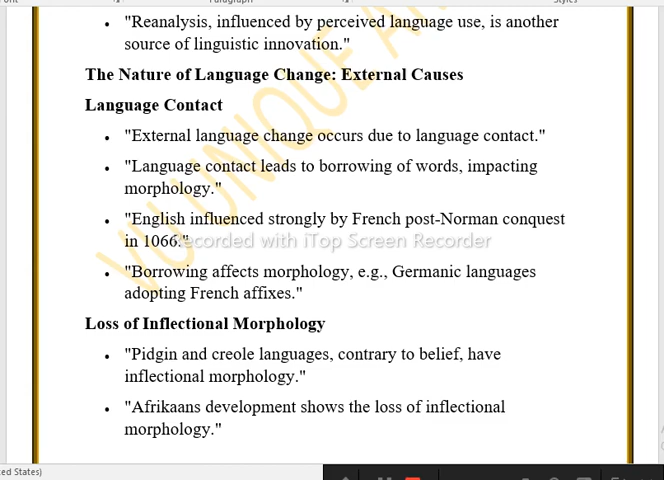 Paragraph
Styles
• "Reanalysis, influenced by perceived language use, is another
source of linguistic innovation."
The Nature of Language Change: External Causes
Language Contact
• "External language change occurs due to language contact."
• "Language contact leads to borrowing of words, impacting
morphology."
• "English influenced strongly by French post-Norman conquest
in 1066."
Recorded with iTop Screen Recorder
• "Borrowing affects morphology, e.g., Germanic languages
adopting French affixes."
Loss of Inflectional Morphology
• "Pidgin and creole languages, contrary to belief, have
inflectional morphology."
• "Afrikaans development shows the loss of inflectional
morphology."
VU UNIQUE
ed States)